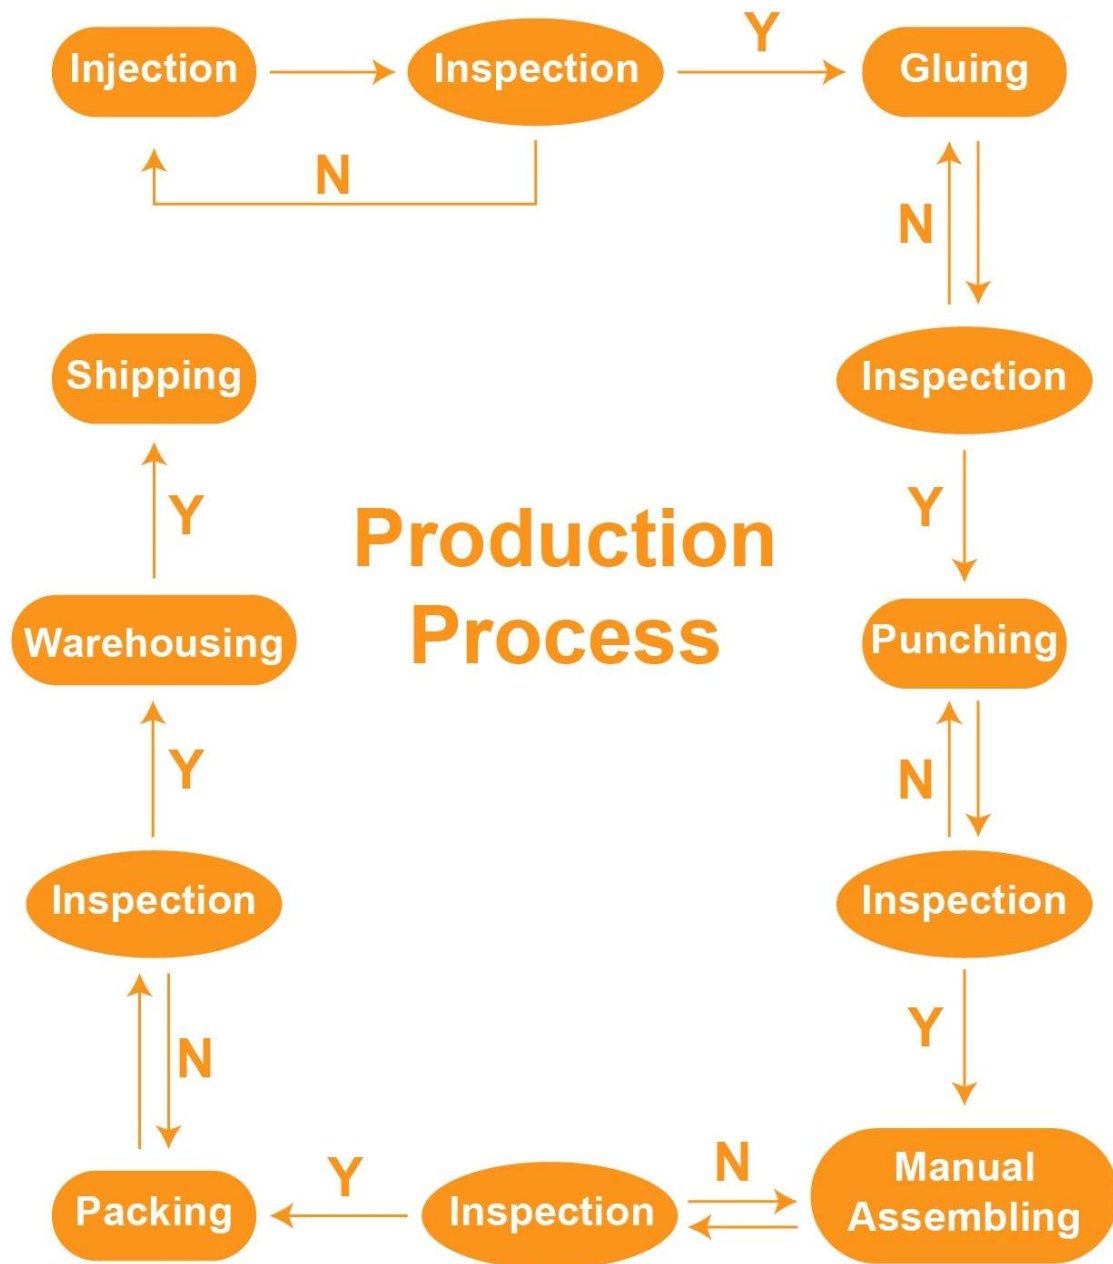 Injection
Inspection
Y
Gluing
N
N
Inspection
Y
Punching
N
Inspection
Y
Manual
Assembling
N
Inspection
Y
Packing
N
Inspection
Y
Warehousing
Y
Shipping
Production
Process